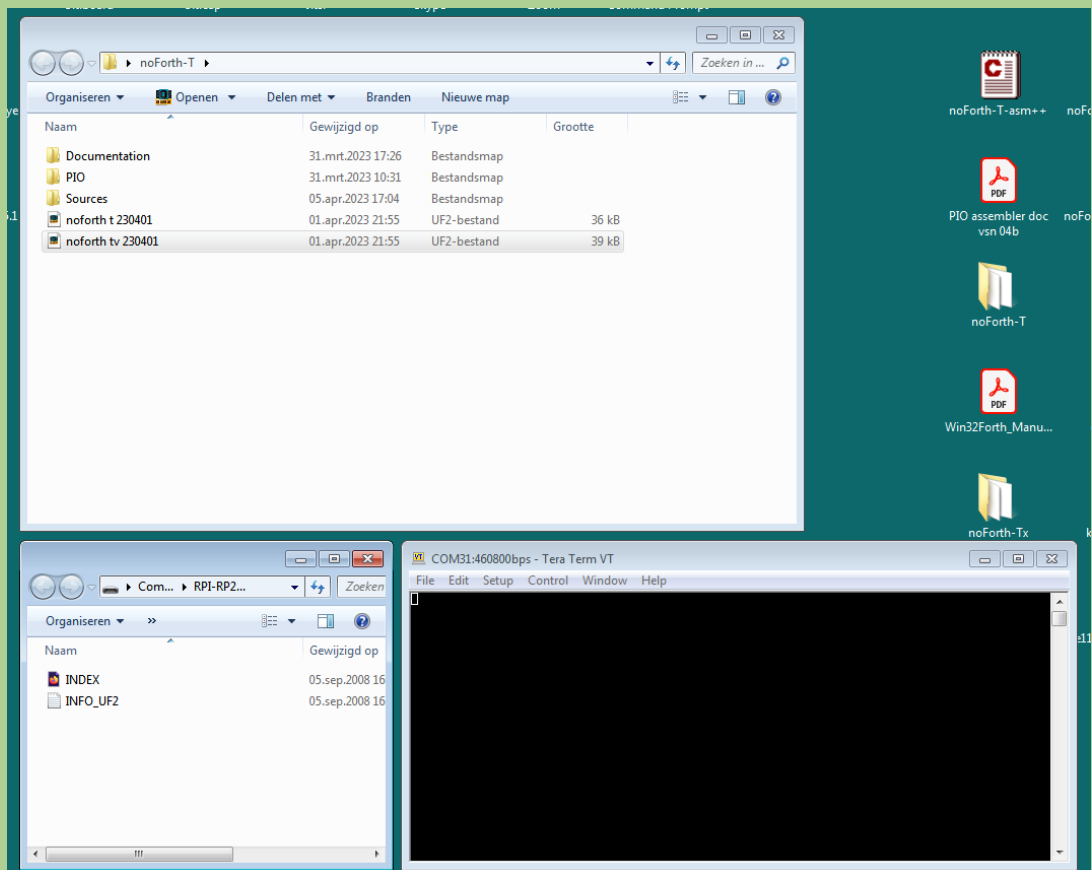 noForth-T
Zoeken in ...
Organiseren
Openen
Delen met
Branden
Nieuwe map
Naam
Gewijzigd op
Type
Grootte
Documentation
31.mrt.2023 17:26
Bestandsmap
PIO
31.mrt.2023 10:31
Bestandsmap
Sources
05.apr.2023 17:04
Bestandsmap
noforth t 230401
01.apr.2023 21:55
UF2-bestand
36 kB
noforth tv 230401
01.apr.2023 21:55
UF2-bestand
39 kB
noForth-T-asm++
PDF
PIO assembler doc
vsn 04b
noForth-T
PDF
Win32Forth_Manu...
noForth-Tx
Com...
RPI-RP2...
Zoeken
Organiseren
»
Naam
Gewijzigd op
INDEX
05.sep.2008 16
INFO_UF2
05.sep.2008 16
VT
COM31:460800bps - Tera Term VT
File Edit Setup Control Window Help